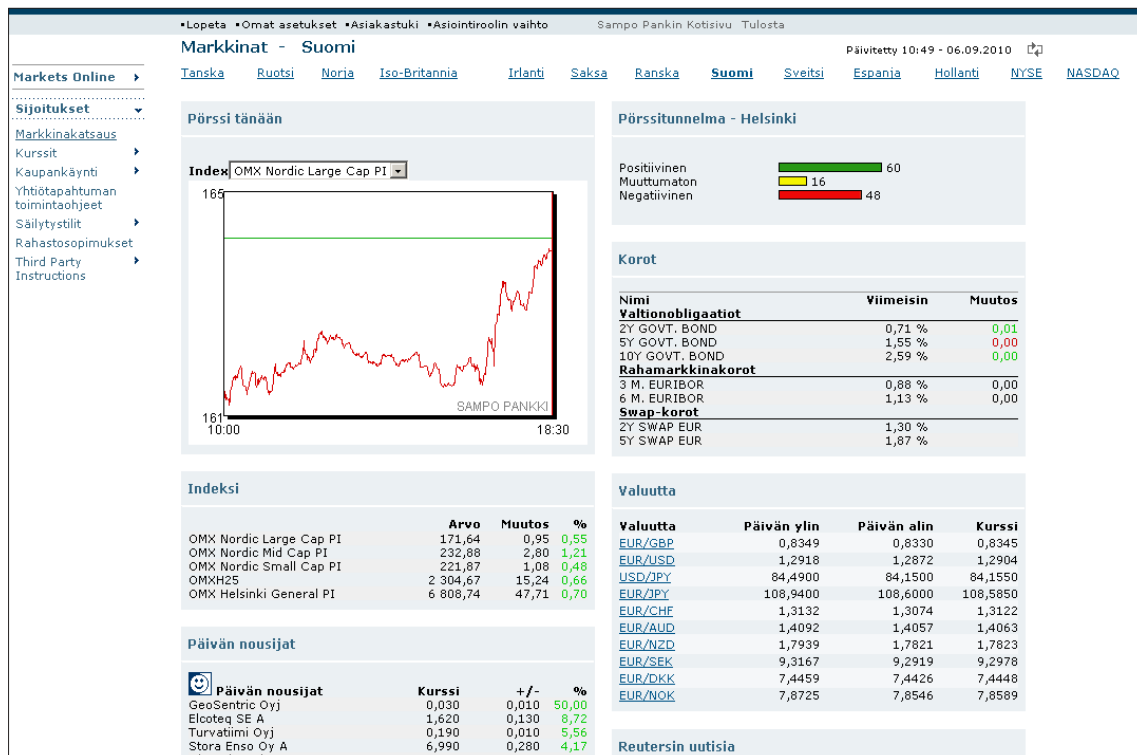 ▪Lopeta ▪Omat asetukset ▪Asiakastuki ▪Asiointiroolin vaihto Sampo Pankin Kotisivu Tulosta
Markkinat - Suomi
Päivitetty 10:49 - 06.09.2010
Tanska Ruotsi Norja Iso-Britannia Irlanti Saksa Ranska Suomi Sveitsi Espanja Hollanti NYSE NASDAQ
Markets Online
Sijoitukset
Markkinakatsaus
Kurssit
Kaupankäynti
Yhtiötapahtuman
toimintaohjeet
Säilytystilit
Rahastosopimukset
Third Party
Instructions
Pörssi tänään
Index OMX Nordic Large Cap PI
165
161
SAMPO PANKKI
10:00 18:30
Indeksi
Arvo Muutos %
OMX Nordic Large Cap PI 171,64 0,95 0,55
OMX Nordic Mid Cap PI 232,88 2,80 1,21
OMX Nordic Small Cap PI 221,87 1,08 0,48
OMXH25 2 304,67 15,24 0,66
OMX Helsinki General PI 6 808,74 47,71 0,70
Päivän nousijat
Päivän nousijat Kurssi +/- %
GeoSentric Oyj 0,030 0,010 50,00
Elcoteq SE A 1,620 0,130 8,72
Turvatiimi Oyj 0,190 0,010 5,56
Stora Enso Oy A 6,990 0,280 4,17
Pörssitunnelma - Helsinki
Positiivinen 60
Muuttumaton 16
Negatiivinen 48
Korot
Nimi Viimeisin Muutos
Valtionobligaatiot
2Y GOVT. BOND 0,71 % 0,01
5Y GOVT. BOND 1,55 % 0,00
10Y GOVT. BOND 2,59 % 0,00
Rahamarkkinakorot
3 M. EURIBOR 0,88 % 0,00
6 M. EURIBOR 1,13 % 0,00
Swap-korot
2Y SWAP EUR 1,30 %
5Y SWAP EUR 1,87 %
Valuutta
Valuutta Päivän ylin Päivän alin Kurssi
EUR/GBP 0,8349 0,8330 0,8345
EUR/USD 1,2918 1,2872 1,2904
USD/JPY 84,4900 84,1500 84,1550
EUR/JPY 108,9400 108,6000 108,5850
EUR/CHF 1,3132 1,3074 1,3122
EUR/AUD 1,4092 1,4057 1,4063
EUR/NZD 1,7939 1,7821 1,7823
EUR/SEK 9,3167 9,2919 9,2978
EUR/DKK 7,4459 7,4426 7,4448
EUR/NOK 7,8725 7,8546 7,8589
Reutersin uutisia